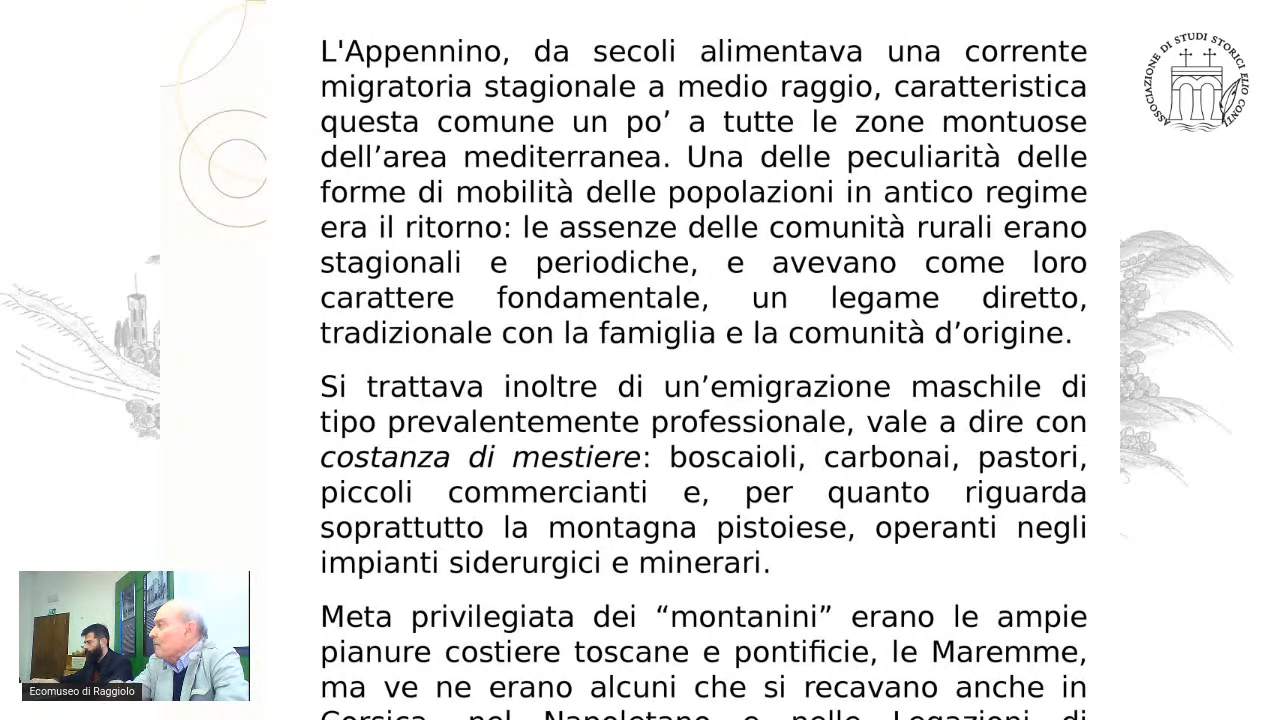 L'Appennino, da secoli alimentava una corrente
migratoria stagionale a medio raggio, caratteristica
questa comune un po’ a tutte le zone montuose
dell’area mediterranea. Una delle peculiarità delle
forme di mobilità delle popolazioni in antico regime
era il ritorno: le assenze delle comunità rurali erano
stagionali e periodiche, e avevano come loro
carattere fondamentale, un legame diretto,
tradizionale con la famiglia e la comunità d’origine.
Si trattava inoltre di un’emigrazione maschile di
tipo prevalentemente professionale, vale a dire con
costanza di mestiere: boscaioli, carbonai, pastori,
piccoli commercianti e, per quanto riguarda
soprattutto la montagna pistoiese, operanti negli
impianti siderurgici e minerari.
Meta privilegiata dei “montanini” erano le ampie
pianure costiere toscane e pontificie, le Maremme,
ma ve ne erano alcuni che si recavano anche in
Corsica, nel Napoletano e nelle Legazioni di
ASSOCIAZIONE DI STUDI STORICI ELIO CONTI
Ecomuseo di Raggiolo